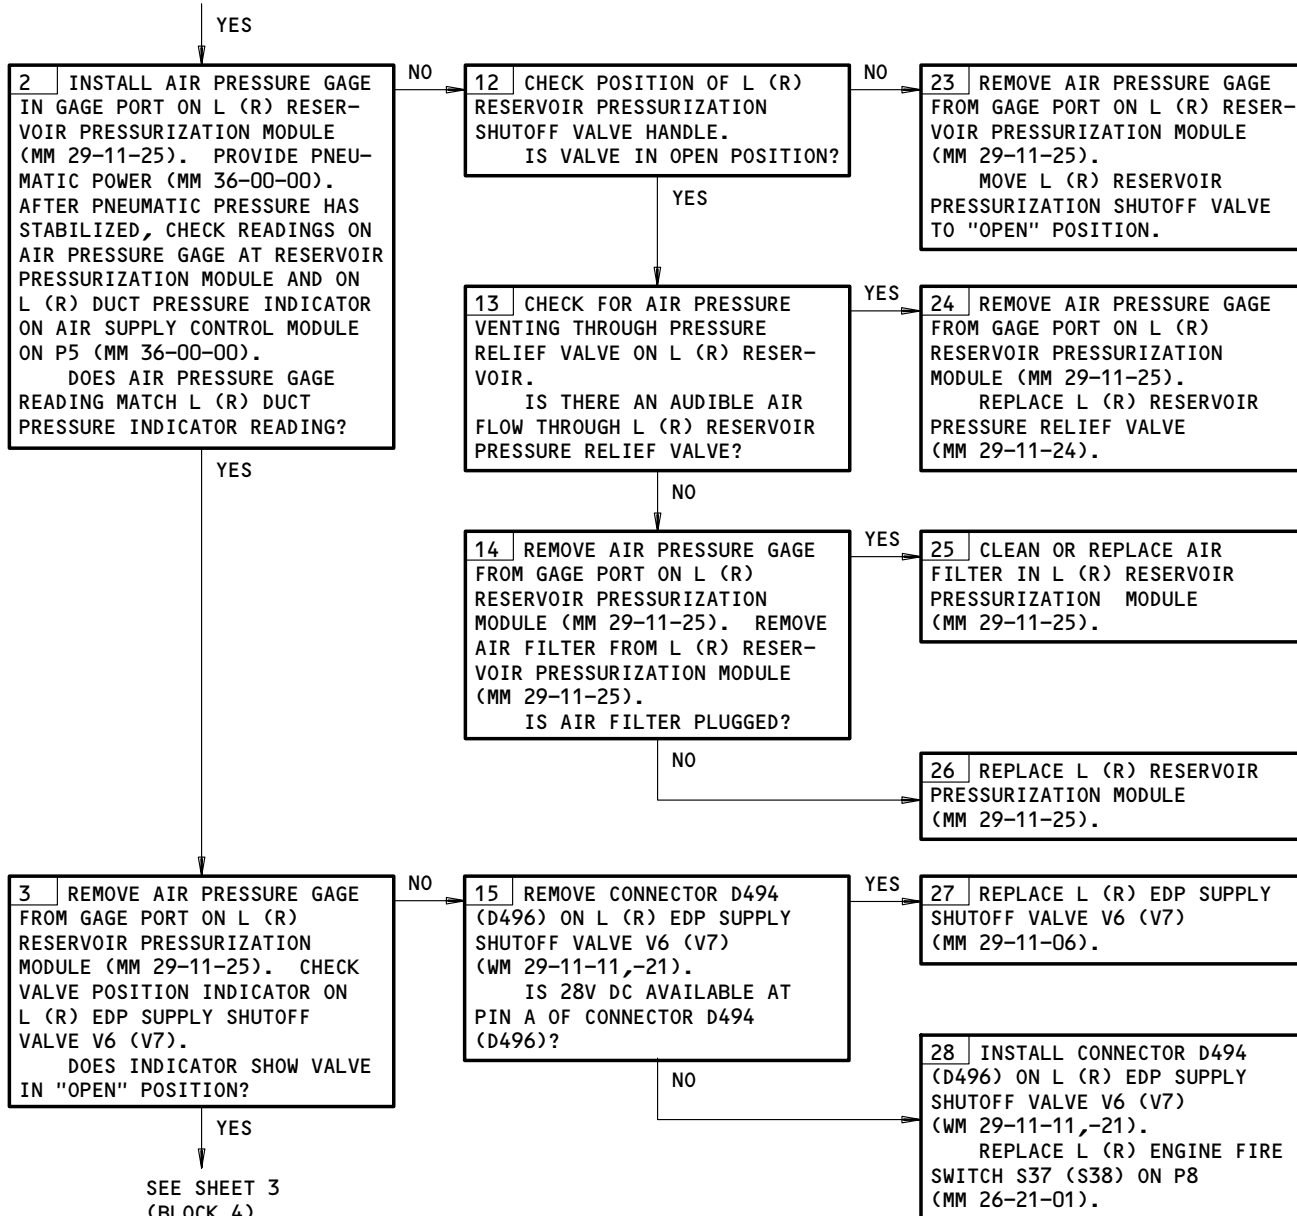 YES
2 INSTALL AIR PRESSURE GAGE
IN GAGE PORT ON L (R) RESER-
VOIR PRESSURIZATION MODULE
(MM 29-11-25). PROVIDE PNEU-
MATIC POWER (MM 36-00-00).
AFTER PNEUMATIC PRESSURE HAS
STABILIZED, CHECK READINGS ON
AIR PRESSURE GAGE AT RESERVOIR
PRESSURIZATION MODULE AND ON
L (R) DUCT PRESSURE INDICATOR
ON AIR SUPPLY CONTROL MODULE
ON P5 (MM 36-00-00).
DOES AIR PRESSURE GAGE
READING MATCH L (R) DUCT
PRESSURE INDICATOR READING?
NO
12 CHECK POSITION OF L (R)
RESERVOIR PRESSURIZATION
SHUTOFF VALVE HANDLE.
IS VALVE IN OPEN POSITION?
NO
23 REMOVE AIR PRESSURE GAGE
FROM GAGE PORT ON L (R) RESER-
VOIR PRESSURIZATION MODULE
(MM 29-11-25).
MOVE L (R) RESERVOIR
PRESSURIZATION SHUTOFF VALVE
TO "OPEN" POSITION.
YES
13 CHECK FOR AIR PRESSURE
VENTING THROUGH PRESSURE
RELIEF VALVE ON L (R) RESER-
VOIR.
IS THERE AN AUDIBLE AIR
FLOW THROUGH L (R) RESERVOIR
PRESSURE RELIEF VALVE?
YES
24 REMOVE AIR PRESSURE GAGE
FROM GAGE PORT ON L (R)
RESERVOIR PRESSURIZATION
MODULE (MM 29-11-25).
REPLACE L (R) RESERVOIR
PRESSURE RELIEF VALVE
(MM 29-11-24).
YES
NO
14 REMOVE AIR PRESSURE GAGE
FROM GAGE PORT ON L (R)
RESERVOIR PRESSURIZATION
MODULE (MM 29-11-25). REMOVE
AIR FILTER FROM L (R) RESER-
VOIR PRESSURIZATION MODULE
(MM 29-11-25).
IS AIR FILTER PLUGGED?
YES
25 CLEAN OR REPLACE AIR
FILTER IN L (R) RESERVOIR
PRESSURIZATION MODULE
(MM 29-11-25).
NO
26 REPLACE L (R) RESERVOIR
PRESSURIZATION MODULE
(MM 29-11-25).
3 REMOVE AIR PRESSURE GAGE
FROM GAGE PORT ON L (R)
RESERVOIR PRESSURIZATION
MODULE (MM 29-11-25). CHECK
VALVE POSITION INDICATOR ON
L (R) EDP SUPPLY SHUTOFF
VALVE V6 (V7).
DOES INDICATOR SHOW VALVE
IN "OPEN" POSITION?
NO
15 REMOVE CONNECTOR D494
(D496) ON L (R) EDP SUPPLY
SHUTOFF VALVE V6 (V7)
(WM 29-11-11,-21).
IS 28V DC AVAILABLE AT
PIN A OF CONNECTOR D494
(D496)?
YES
27 REPLACE L (R) EDP SUPPLY
SHUTOFF VALVE V6 (V7)
(MM 29-11-06).
NO
28 INSTALL CONNECTOR D494
(D496) ON L (R) EDP SUPPLY
SHUTOFF VALVE V6 (V7)
(WM 29-11-11,-21).
REPLACE L (R) ENGINE FIRE
SWITCH S37 (S38) ON P8
(MM 26-21-01).
YES
SEE SHEET 3
(BLOCK 4)